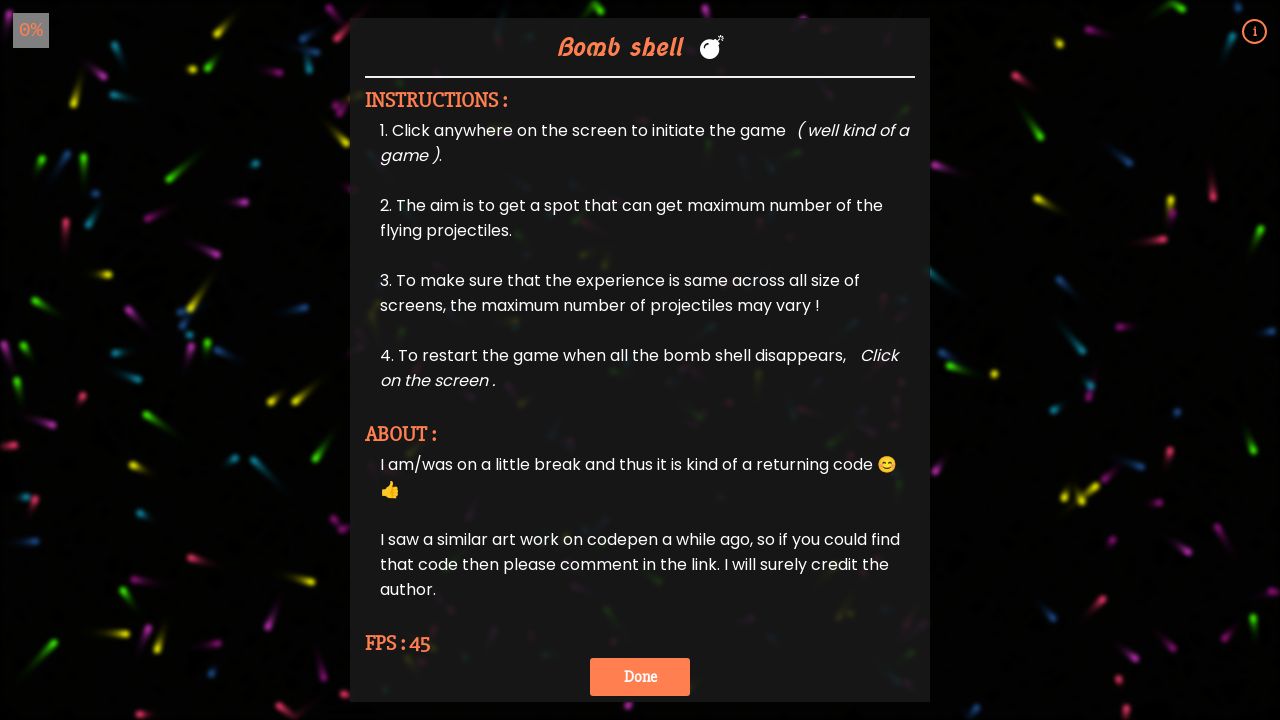 0%
i
Bomb shell 💣
INSTRUCTIONS :
1. Click anywhere on the screen to initiate the game ( well kind of a
game ).
2. The aim is to get a spot that can get maximum number of the
flying projectiles.
3. To make sure that the experience is same across all size of
screens, the maximum number of projectiles may vary !
4. To restart the game when all the bomb shell disappears, Click
on the screen .
ABOUT :
I am/was on a little break and thus it is kind of a returning code 😊
👍
I saw a similar art work on codepen a while ago, so if you could find
that code then please comment in the link. I will surely credit the
author.
FPS : 45
Done